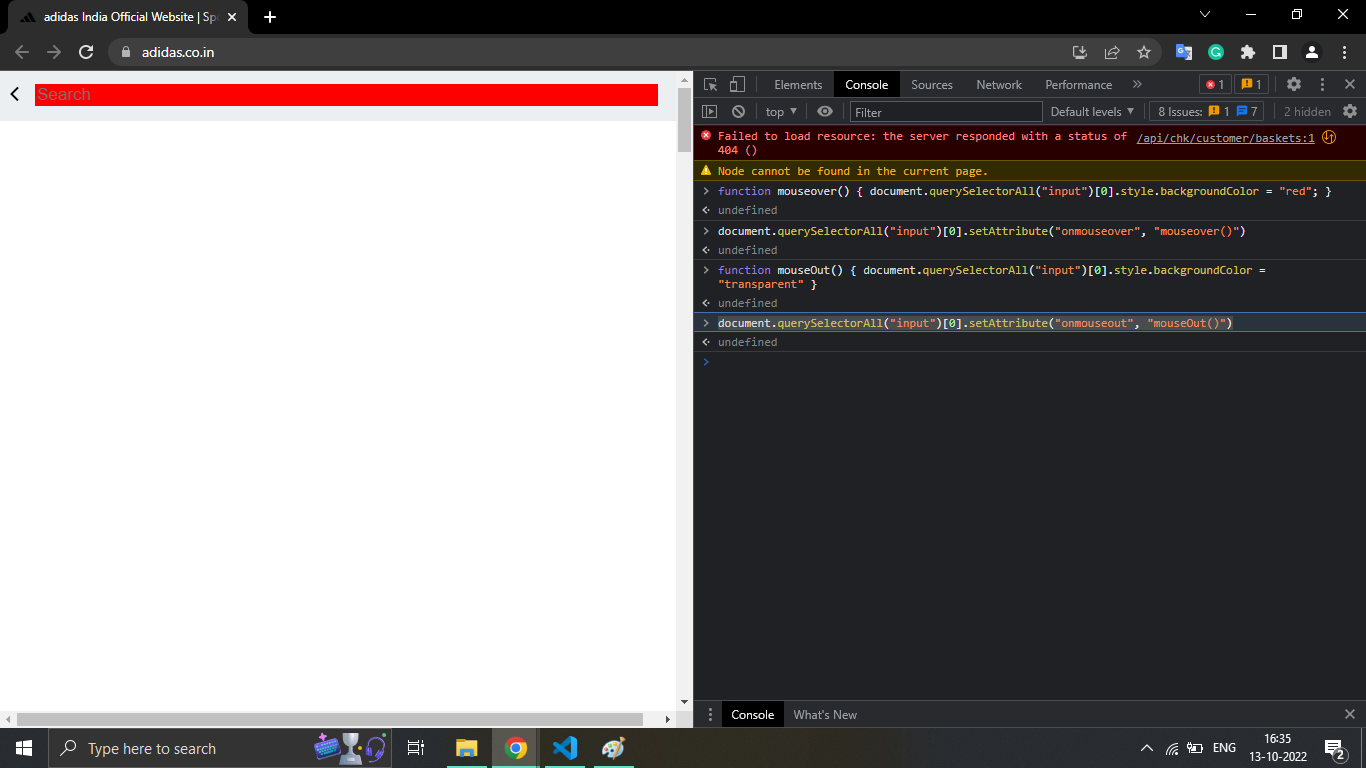 adidas India Official Website | Sp
adidas.co.in
Search
Elements Console Sources Network Performance 1 1
top Filter Default levels 8 Issues: 1 7 2 hidden
Failed to load resource: the server responded with a status of /api/chk/customer/baskets:1
404 ()
Node cannot be found in the current page.
function mouseover() { document.querySelectorAll("input")[0].style.backgroundColor = "red"; }
undefined
document.querySelectorAll("input")[0].setAttribute("onmouseover", "mouseover()")
undefined
function mouseOut() { document.querySelectorAll("input")[0].style.backgroundColor =
"transparent" }
undefined
document.querySelectorAll("input")[0].setAttribute("onmouseout", "mouseOut()")
undefined
Console What's New
Type here to search
ENG
16:35
13-10-2022
2